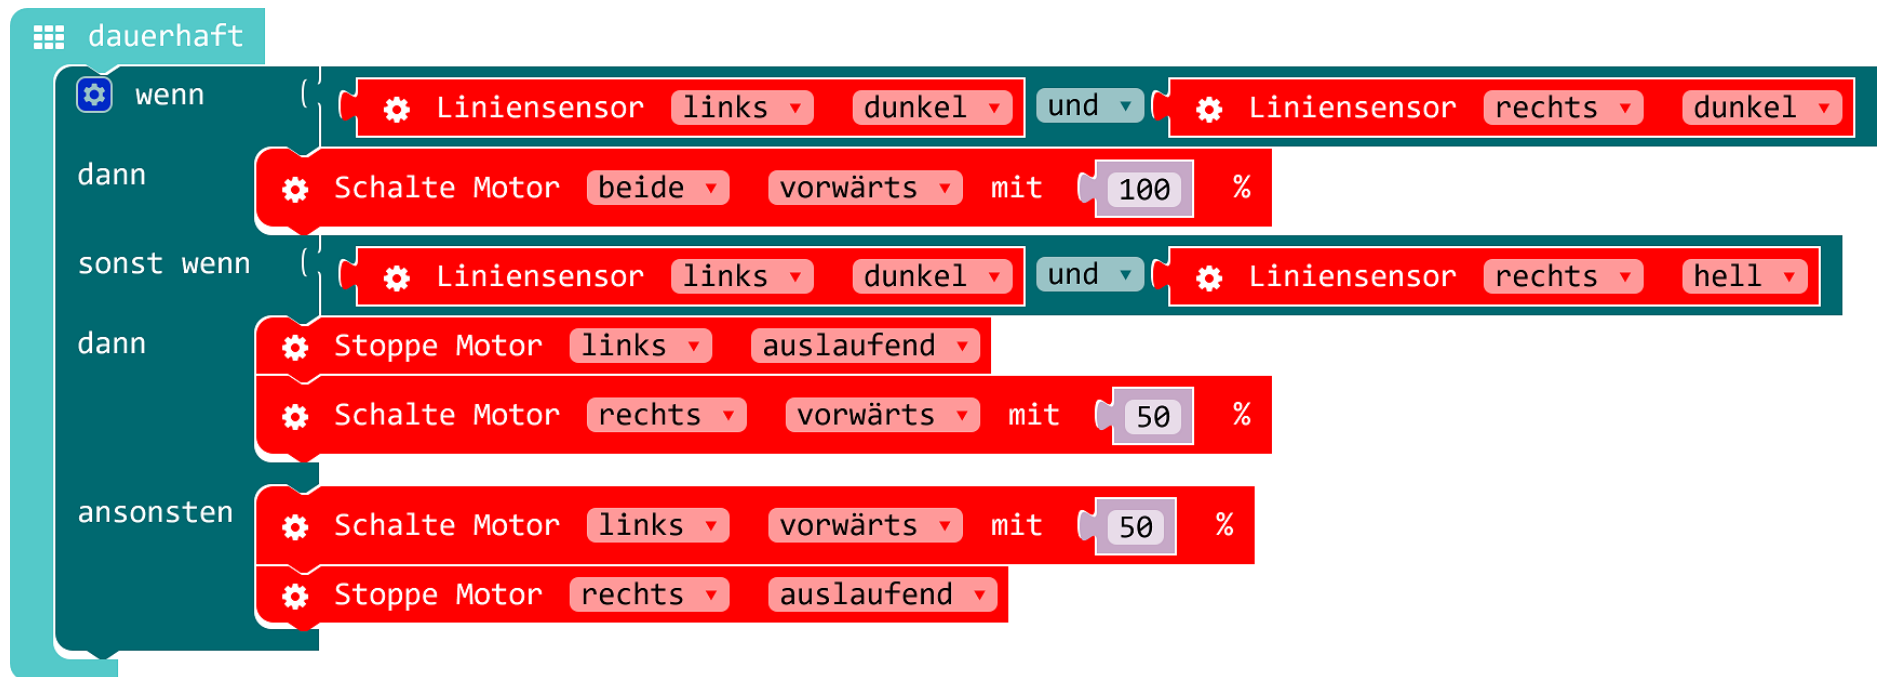 dauerhaft
wenn Liniensensor links dunkel und Liniensensor rechts dunkel
dann Schalte Motor beide vorwärts mit 100 %
sonst wenn Liniensensor links dunkel und Liniensensor rechts hell
dann Stoppe Motor links auslaufend
Schalte Motor rechts vorwärts mit 50 %
ansonsten Schalte Motor links vorwärts mit 50 %
Stoppe Motor rechts auslaufend